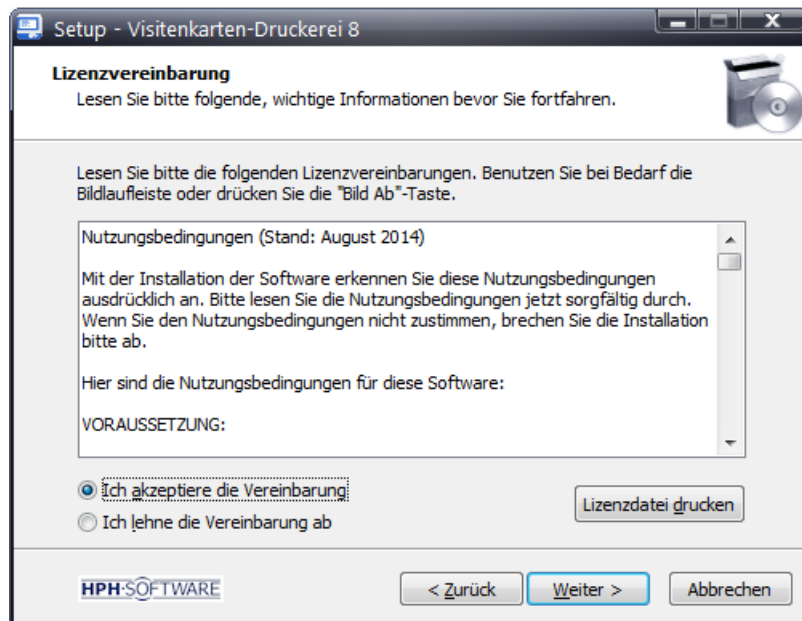 Setup - Visitenkarten-Druckerei 8
Lizenzvereinbarung
Lesen Sie bitte folgende, wichtige Informationen bevor Sie fortfahren.
Lesen Sie bitte die folgenden Lizenzvereinbarungen. Benutzen Sie bei Bedarf die
Bildlaufleiste oder drücken Sie die "Bild Ab"-Taste.
Nutzungsbedingungen (Stand: August 2014)
Mit der Installation der Software erkennen Sie diese Nutzungsbedingungen
ausdrücklich an. Bitte lesen Sie die Nutzungsbedingungen jetzt sorgfältig durch.
Wenn Sie den Nutzungsbedingungen nicht zustimmen, brechen Sie die Installation
bitte ab.
Hier sind die Nutzungsbedingungen für diese Software:
VORAUSSETZUNG:
Ich akzeptiere die Vereinbarung
Ich lehne die Vereinbarung ab
Lizenzdatei drucken
HPH·SOFTWARE
< Zurück
Weiter >
Abbrechen